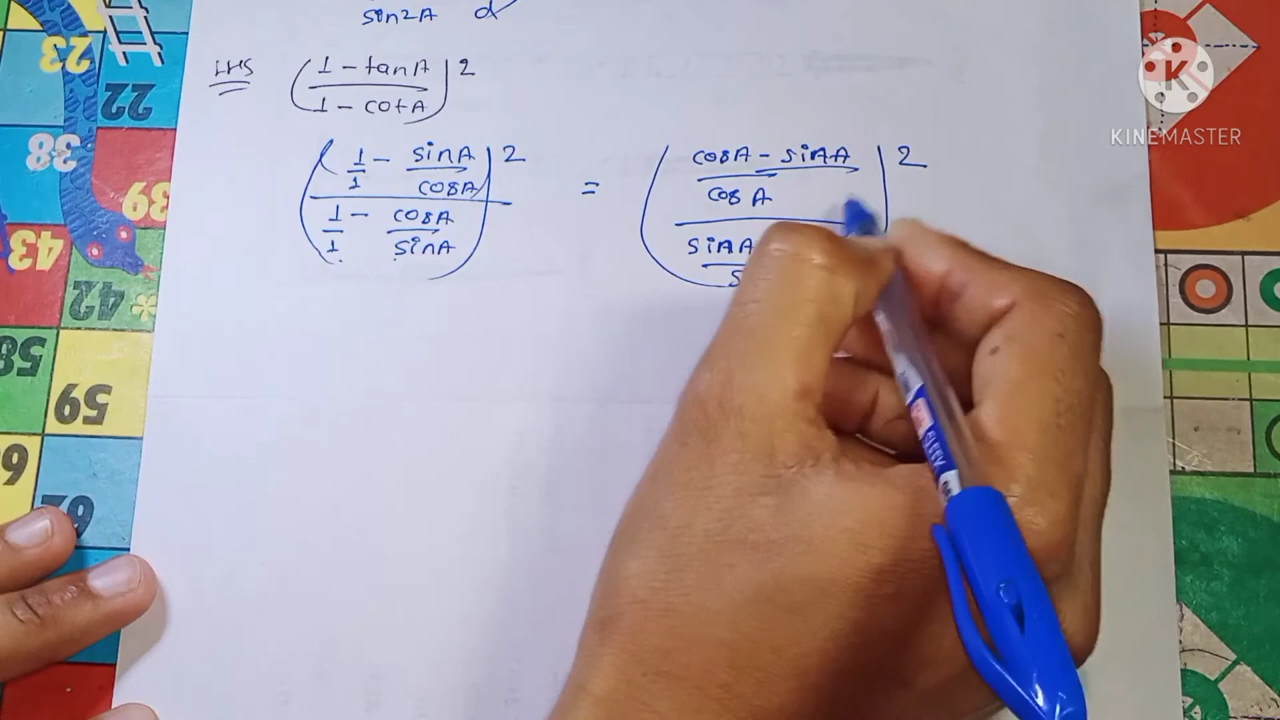 sin2A
LHS (1 - tanA / 1 - cotA)2
(1/1 - sinA/cosA / 1/1 - cosA/sinA)2 = (cosA - sinA / cosA / sinA
23
22
38
39
43
42
58
59
62
K
KINEMASTER